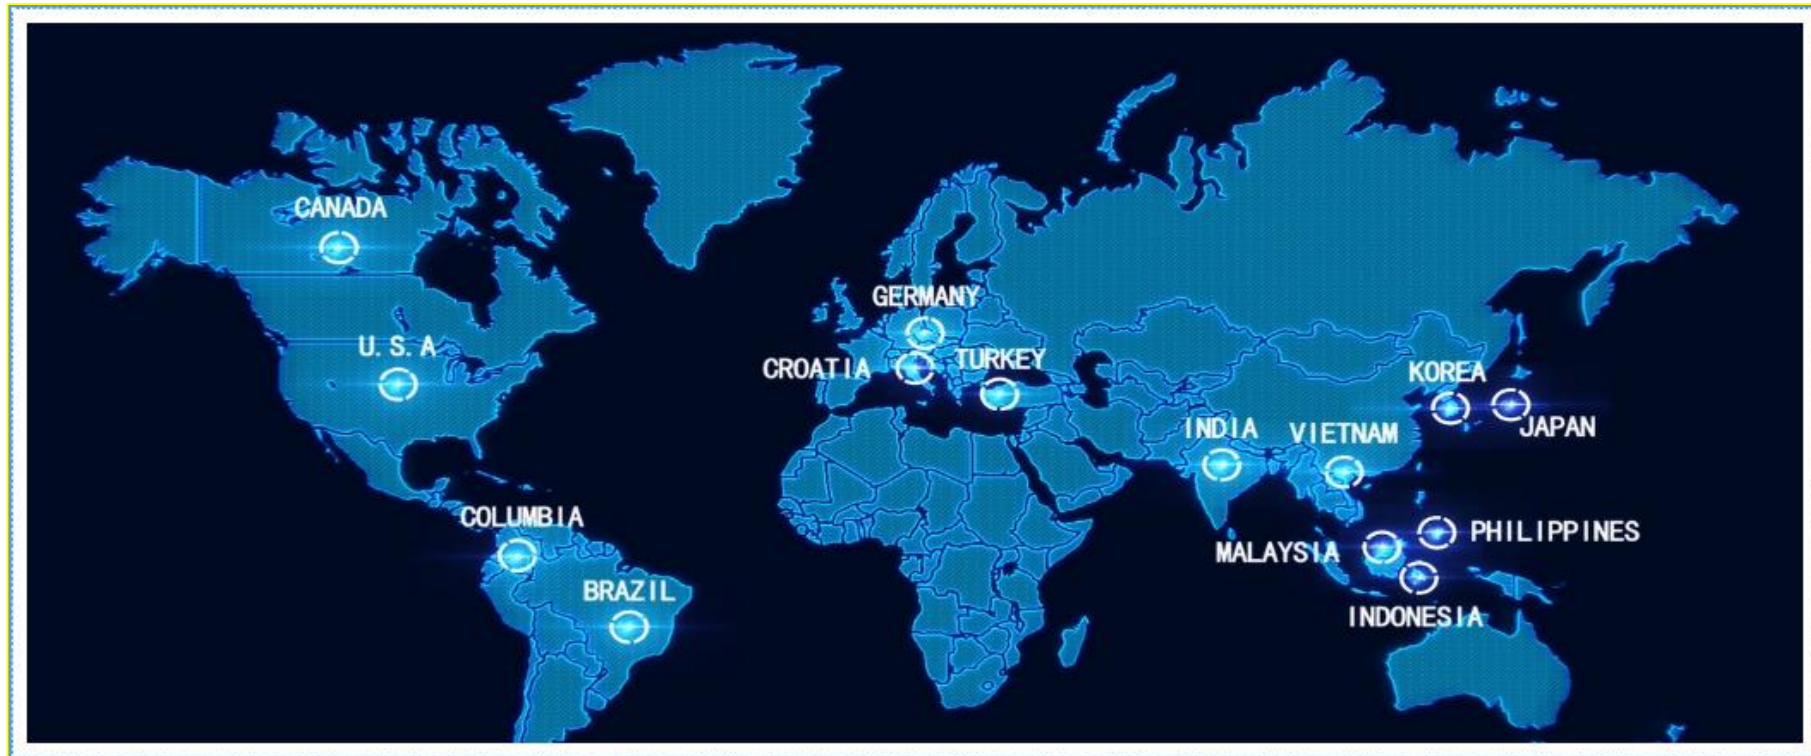 CANADA
GERMANY
U.S.A
CROATIA
TURKEY
KOREA
JAPAN
INDIA
VIETNAM
COLUMBIA
PHILIPPINES
MALAYSIA
BRAZIL
INDONESIA